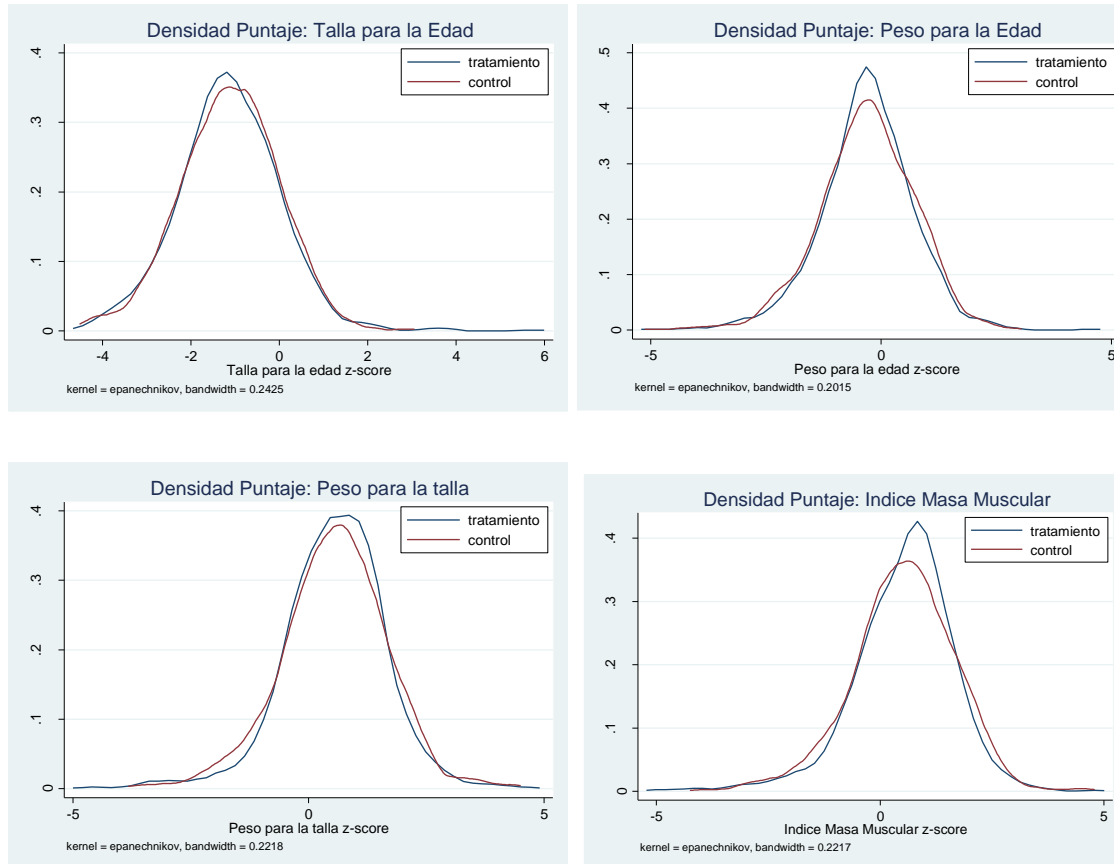 Densidad Puntaje: Talla para la Edad
tratamiento
control
.4
.3
.2
.1
0
-4
-2
0
2
4
6
Talla para la edad z-score
kernel = epanechnikov, bandwidth = 0.2425
Densidad Puntaje: Peso para la Edad
tratamiento
control
.5
.4
.3
.2
.1
0
-5
0
5
Peso para la edad z-score
kernel = epanechnikov, bandwidth = 0.2015
Densidad Puntaje: Peso para la talla
tratamiento
control
.4
.3
.2
.1
0
-5
0
5
Peso para la talla z-score
kernel = epanechnikov, bandwidth = 0.2218
Densidad Puntaje: Indice Masa Muscular
tratamiento
control
.4
.3
.2
.1
0
-5
0
5
Indice Masa Muscular z-score
kernel = epanechnikov, bandwidth = 0.2217